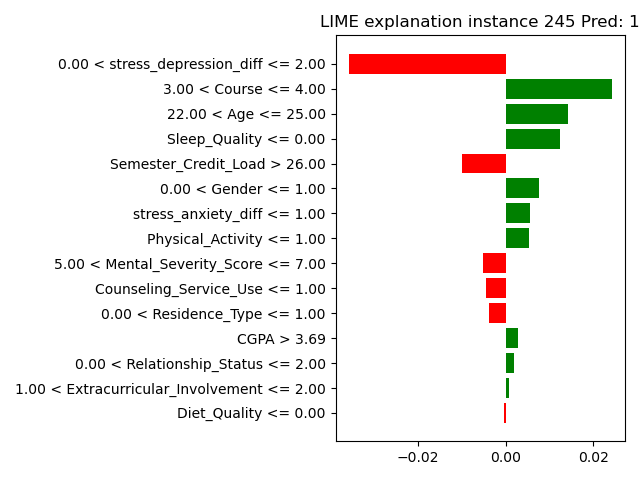 LIME explanation instance 245 Pred: 1
0.00 < stress_depression_diff <= 2.00
3.00 < Course <= 4.00
22.00 < Age <= 25.00
Sleep_Quality <= 0.00
Semester_Credit_Load > 26.00
0.00 < Gender <= 1.00
stress_anxiety_diff <= 1.00
Physical_Activity <= 1.00
5.00 < Mental_Severity_Score <= 7.00
Counseling_Service_Use <= 1.00
0.00 < Residence_Type <= 1.00
CGPA > 3.69
0.00 < Relationship_Status <= 2.00
1.00 < Extracurricular_Involvement <= 2.00
Diet_Quality <= 0.00
−0.02 0.00 0.02